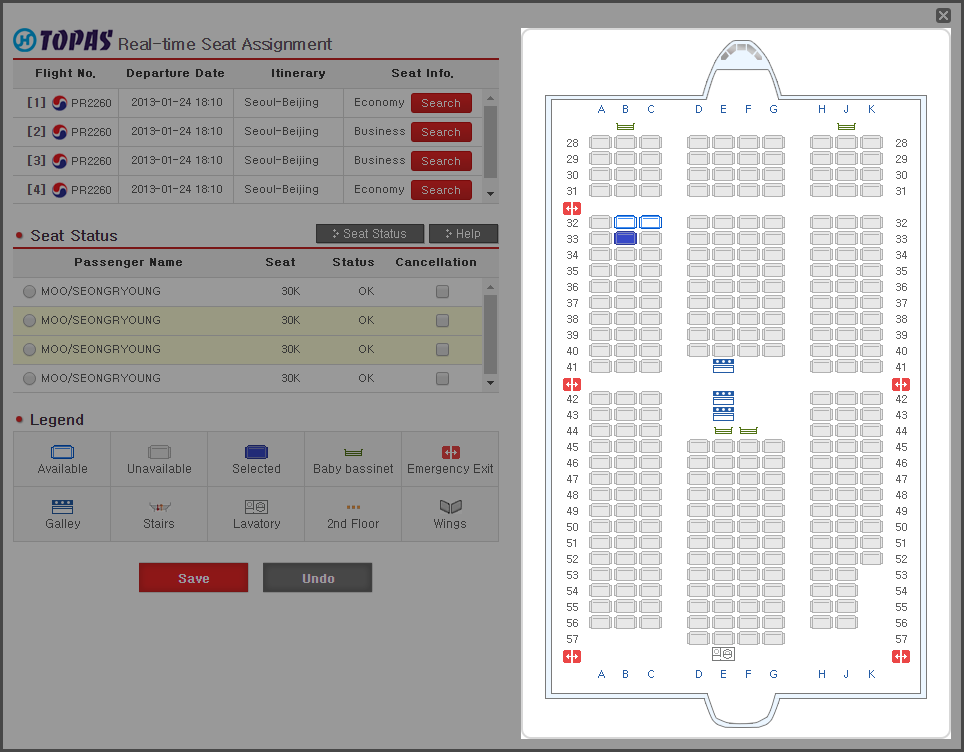 TOPAS Real-time Seat Assignment
Flight No. Departure Date Itinerary Seat Info.
[1] PR2260 2013-01-24 18:10 Seoul-Beijing Economy Search
[2] PR2260 2013-01-24 18:10 Seoul-Beijing Business Search
[3] PR2260 2013-01-24 18:10 Seoul-Beijing Business Search
[4] PR2260 2013-01-24 18:10 Seoul-Beijing Economy Search
Seat Status Seat Status Help
Passenger Name Seat Status Cancellation
MOO/SEONGRYOUNG 30K OK
MOO/SEONGRYOUNG 30K OK
MOO/SEONGRYOUNG 30K OK
MOO/SEONGRYOUNG 30K OK
Legend
Available Unavailable Selected Baby bassinet Emergency Exit
Galley Stairs Lavatory 2nd Floor Wings
Save Undo
A B C D E F G H J K
28 28
29 29
30 30
31 31
32 32
33 33
34 34
35 35
36 36
37 37
38 38
39 39
40 40
41 41
42 42
43 43
44 44
45 45
46 46
47 47
48 48
49 49
50 50
51 51
52 52
53 53
54 54
55 55
56 56
57 57
A B C D E F G H J K